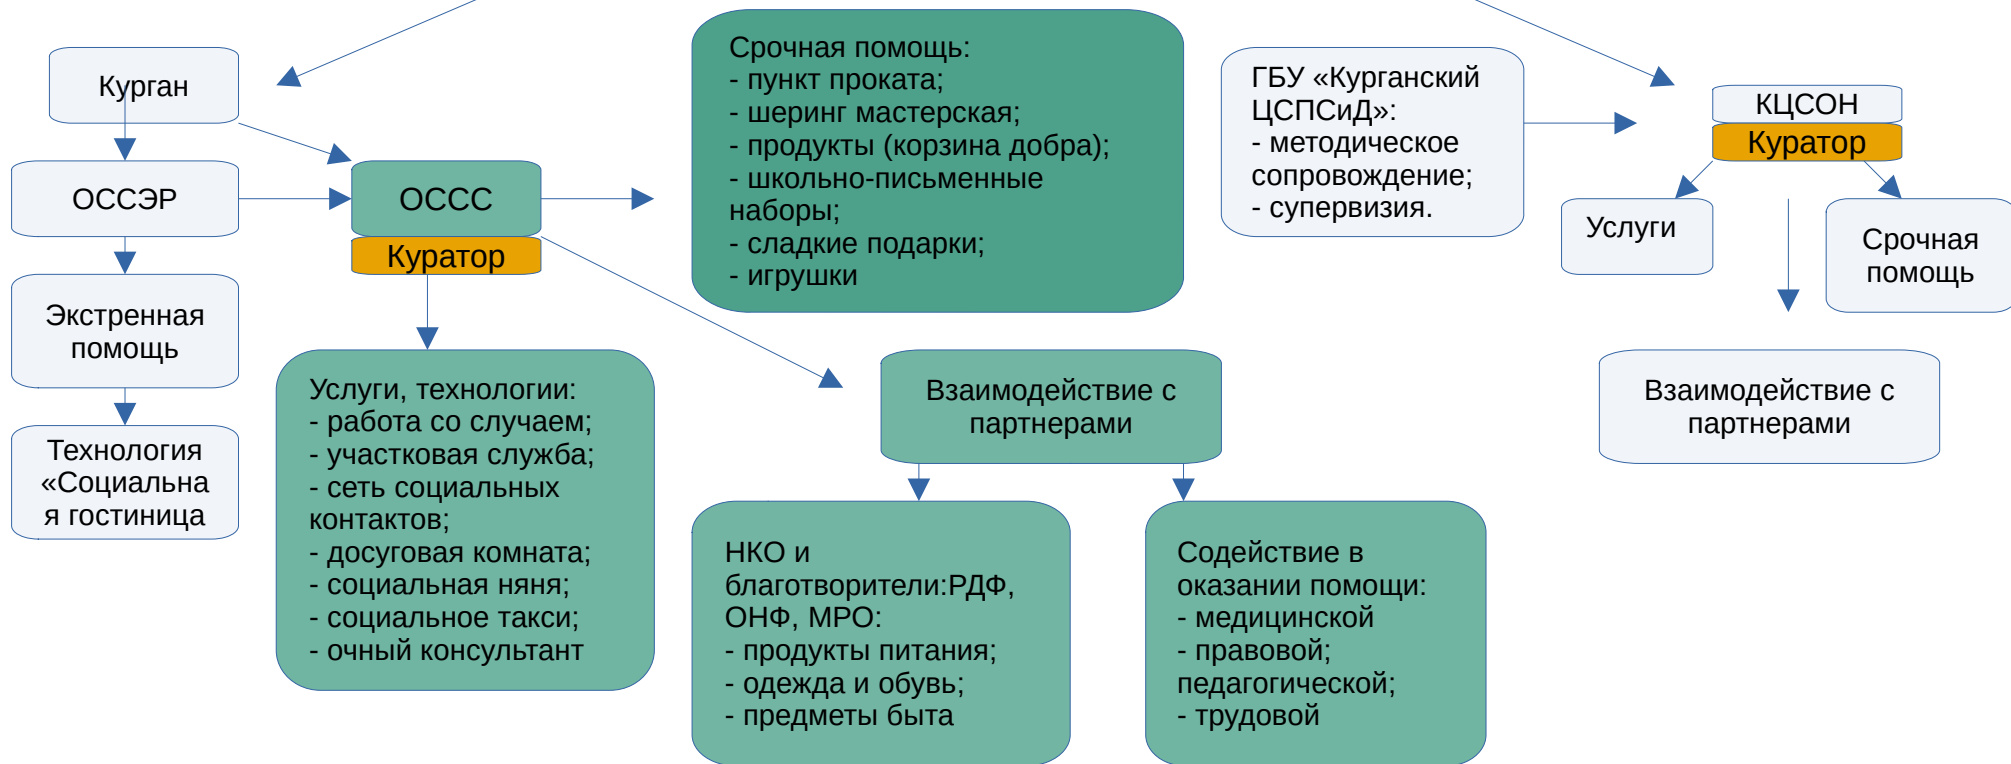 Курган
ОССЭР
Экстренная
помощь
Технология
«Социальна
я гостиница
ОССС
Куратор
Услуги, технологии:
- работа со случаем;
- участковая служба;
- сеть социальных
контактов;
- досуговая комната;
- социальная няня;
- социальное такси;
- очный консультант
Срочная помощь:
- пункт проката;
- шеринг мастерская;
- продукты (корзина добра);
- школьно-письменные
наборы;
- сладкие подарки;
- игрушки
Взаимодействие с
партнерами
НКО и
благотворители:РДФ,
ОНФ, МРО:
- продукты питания;
- одежда и обувь;
- предметы быта
Содействие в
оказании помощи:
- медицинской
- правовой;
педагогической;
- трудовой
ГБУ «Курганский
ЦСПСиД»:
- методическое
сопровождение;
- супервизия.
КЦСОН
Куратор
Услуги
Срочная
помощь
Взаимодействие с
партнерами